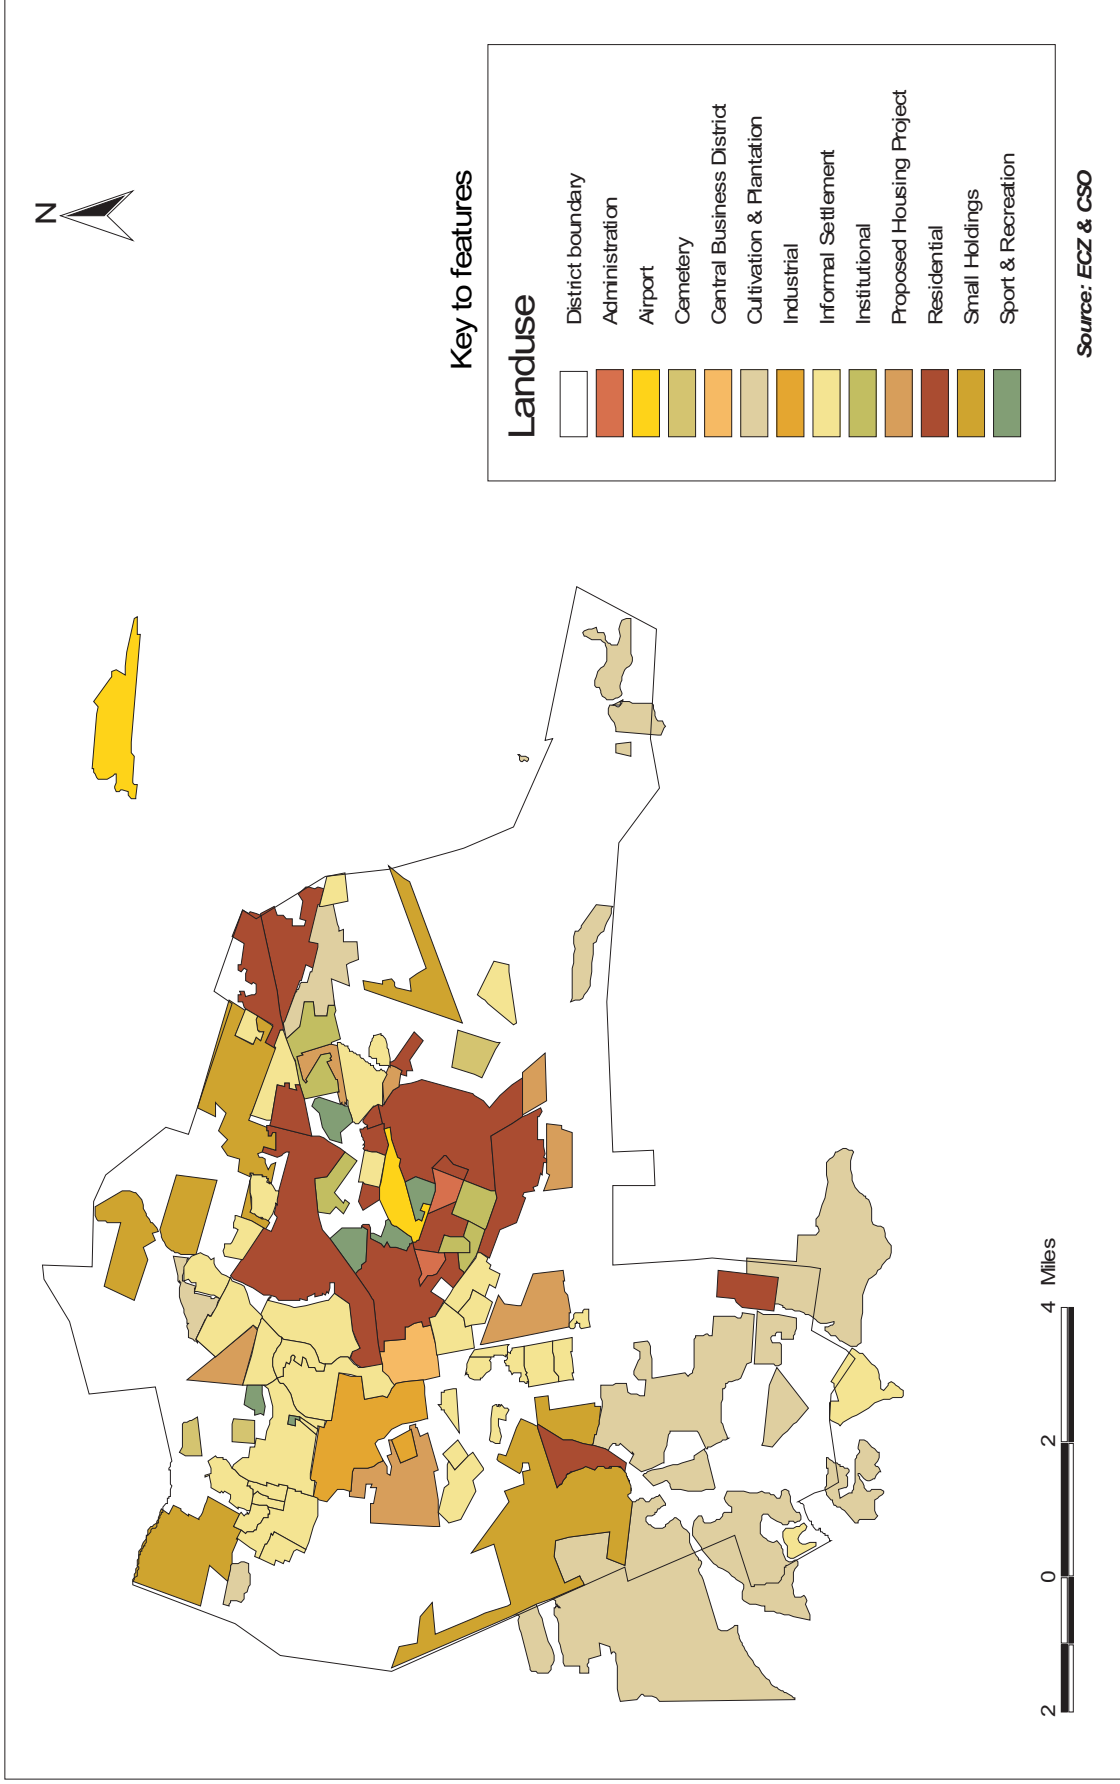 N
Key to features
Landuse
District boundary
Administration
Airport
Cemetery
Central Business District
Cultivation & Plantation
Industrial
Informal Settlement
Institutional
Proposed Housing Project
Residential
Small Holdings
Sport & Recreation
2 0 2 4 Miles
Source: ECZ & CSO